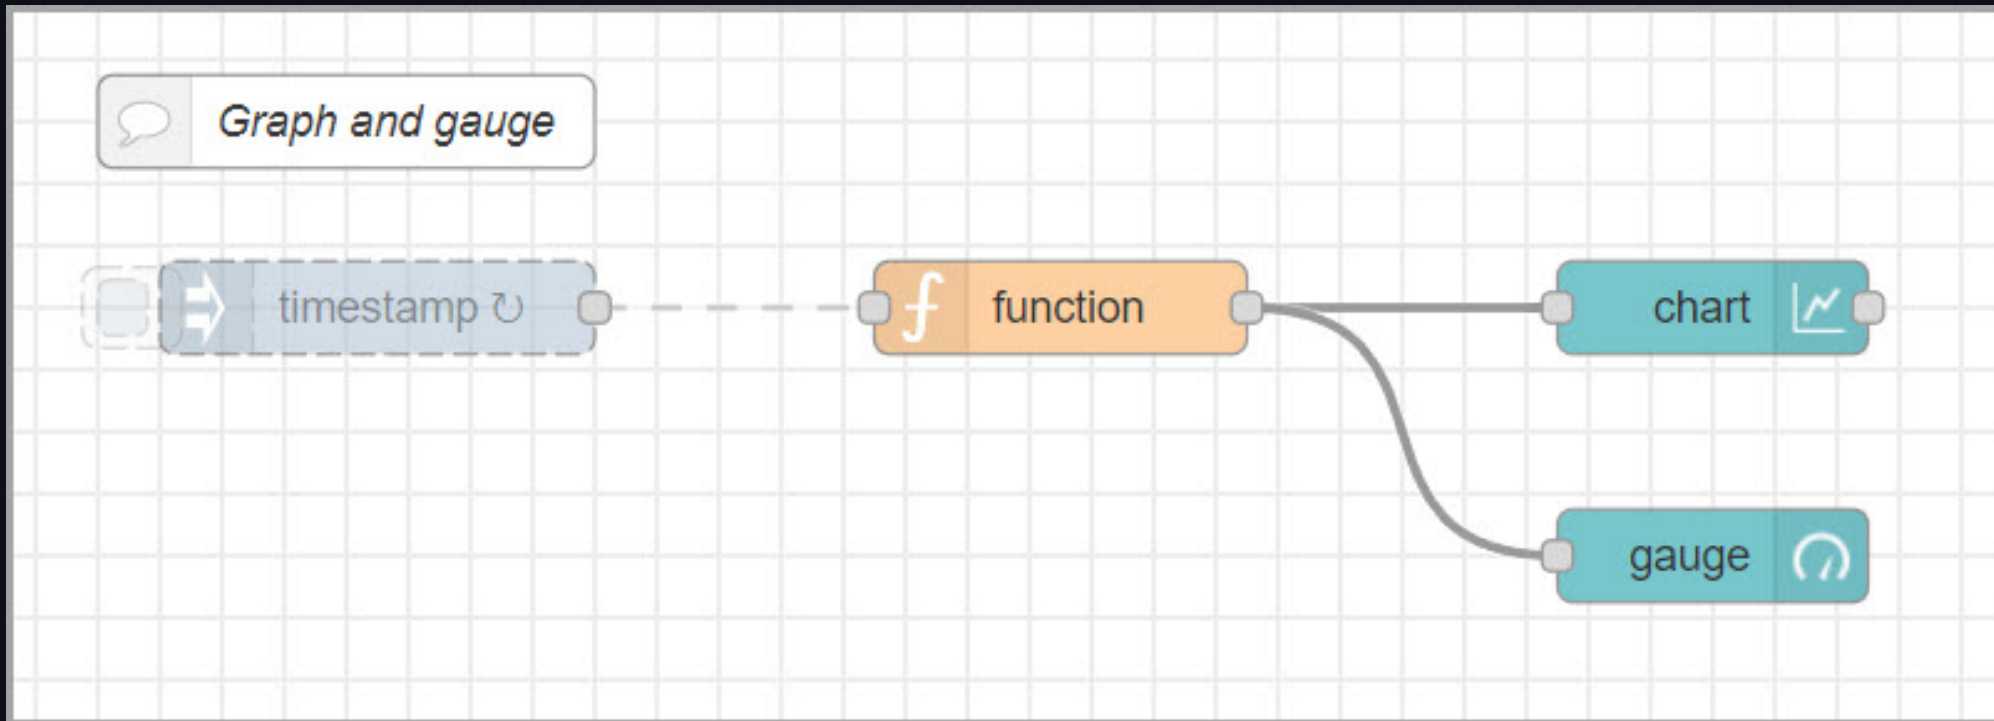 Graph and gauge
timestamp ↻
function
chart
gauge